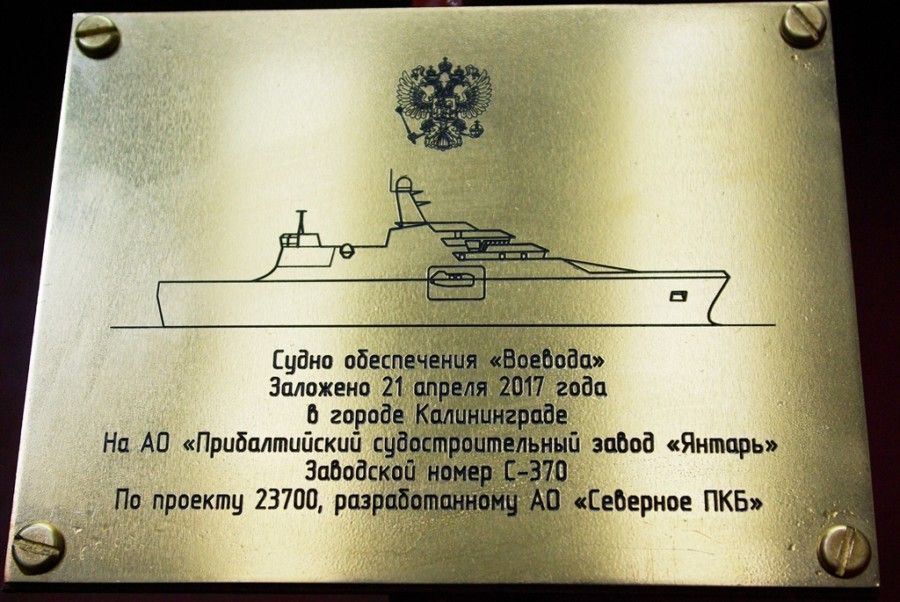 Судно обеспечения «Воевода»
Заложено 21 апреля 2017 года
в городе Калининграде
На АО «Прибалтийский судостроительный завод «Янтарь»
Заводской номер С-370
По проекту 23700, разработанному АО «Северное ПКБ»